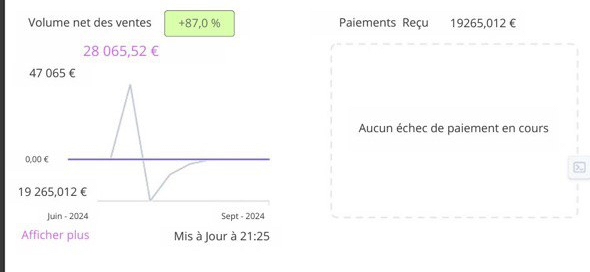 Volume net des ventes +87,0 %
28 065,52 €
47 065 €
0,00 €
19 265,012 €
Juin - 2024 Sept - 2024
Afficher plus Mis à Jour à 21:25
Paiements Reçu 19265,012 €
Aucun échec de paiement en cours